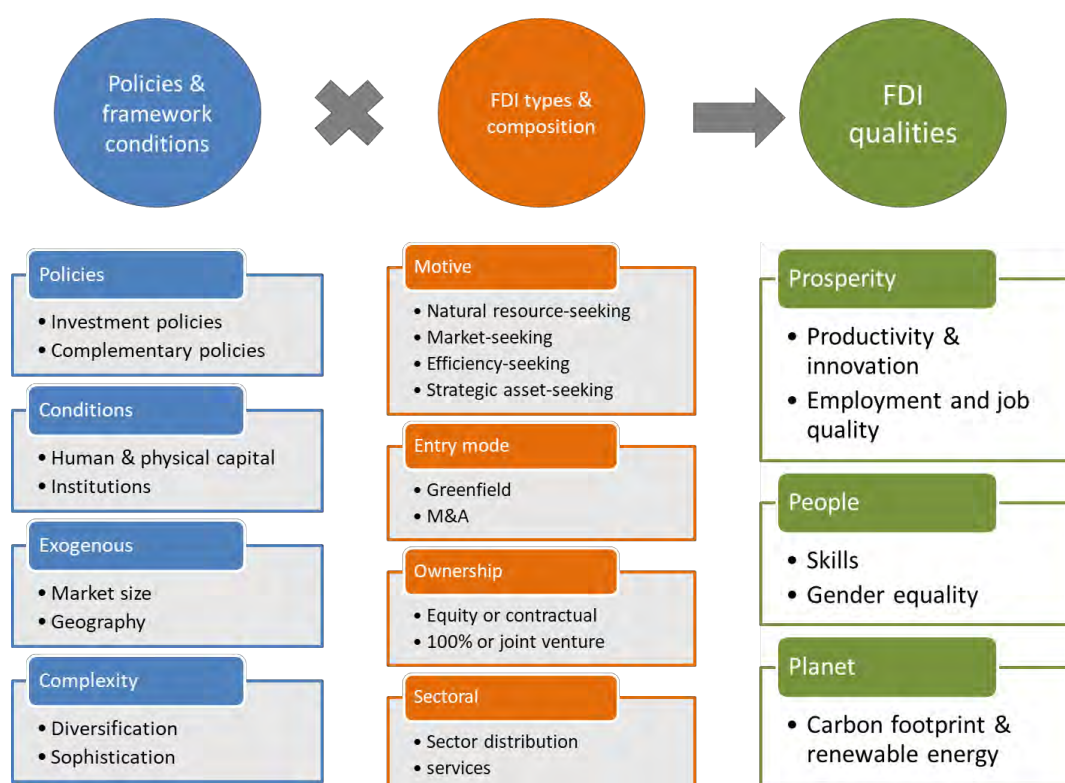 Policies &
framework
conditions
FDI types &
composition
FDI
qualities
Policies
• Investment policies
• Complementary policies
Conditions
• Human & physical capital
• Institutions
Exogenous
• Market size
• Geography
Complexity
• Diversification
• Sophistication
Motive
• Natural resource-seeking
• Market-seeking
• Efficiency-seeking
• Strategic asset-seeking
Entry mode
• Greenfield
• M&A
Ownership
• Equity or contractual
• 100% or joint venture
Sectoral
• Sector distribution
• services
Prosperity
• Productivity &
innovation
• Employment and job
quality
People
• Skills
• Gender equality
Planet
• Carbon footprint &
renewable energy